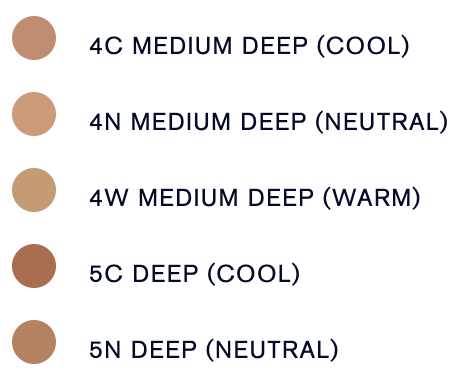 4C MEDIUM DEEP (COOL)
4N MEDIUM DEEP (NEUTRAL)
4W MEDIUM DEEP (WARM)
5C DEEP (COOL)
5N DEEP (NEUTRAL)